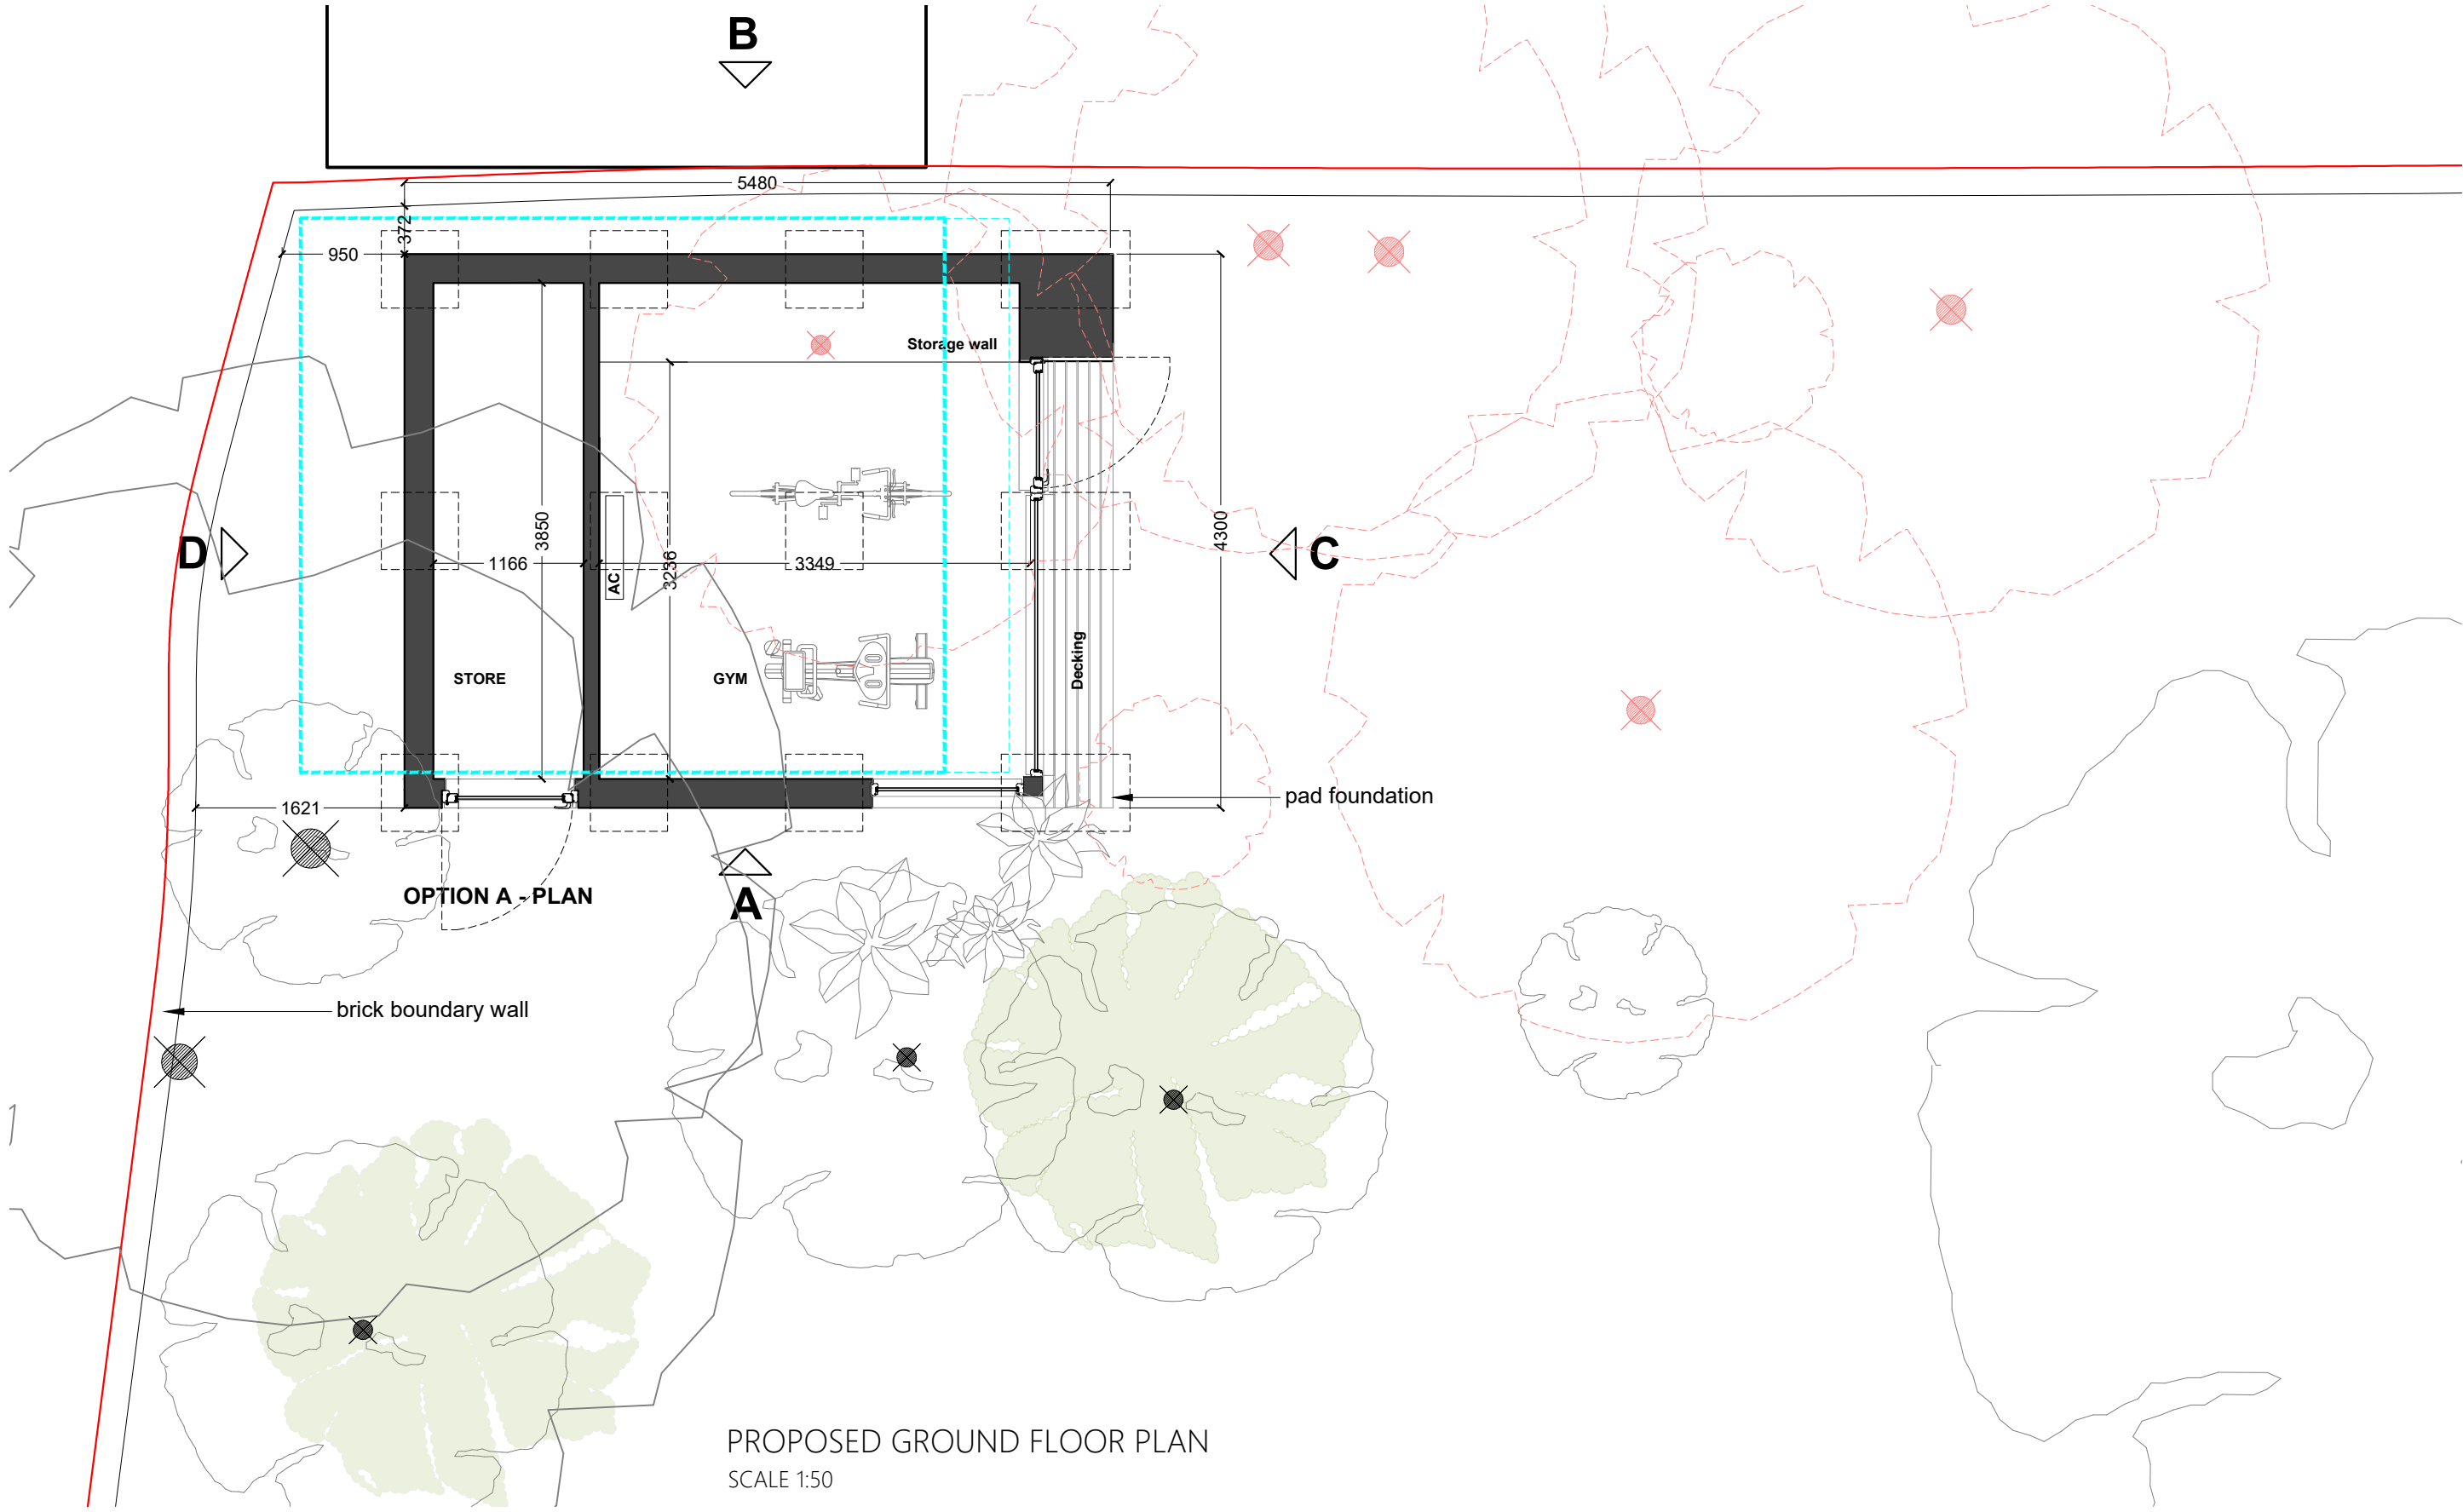 B
5480
372
950
Storage wall
D
3850
1166
AC
3236
3349
4300
C
Decking
STORE
GYM
1621
pad foundation
OPTION A - PLAN
A
brick boundary wall
PROPOSED GROUND FLOOR PLAN
SCALE 1:50